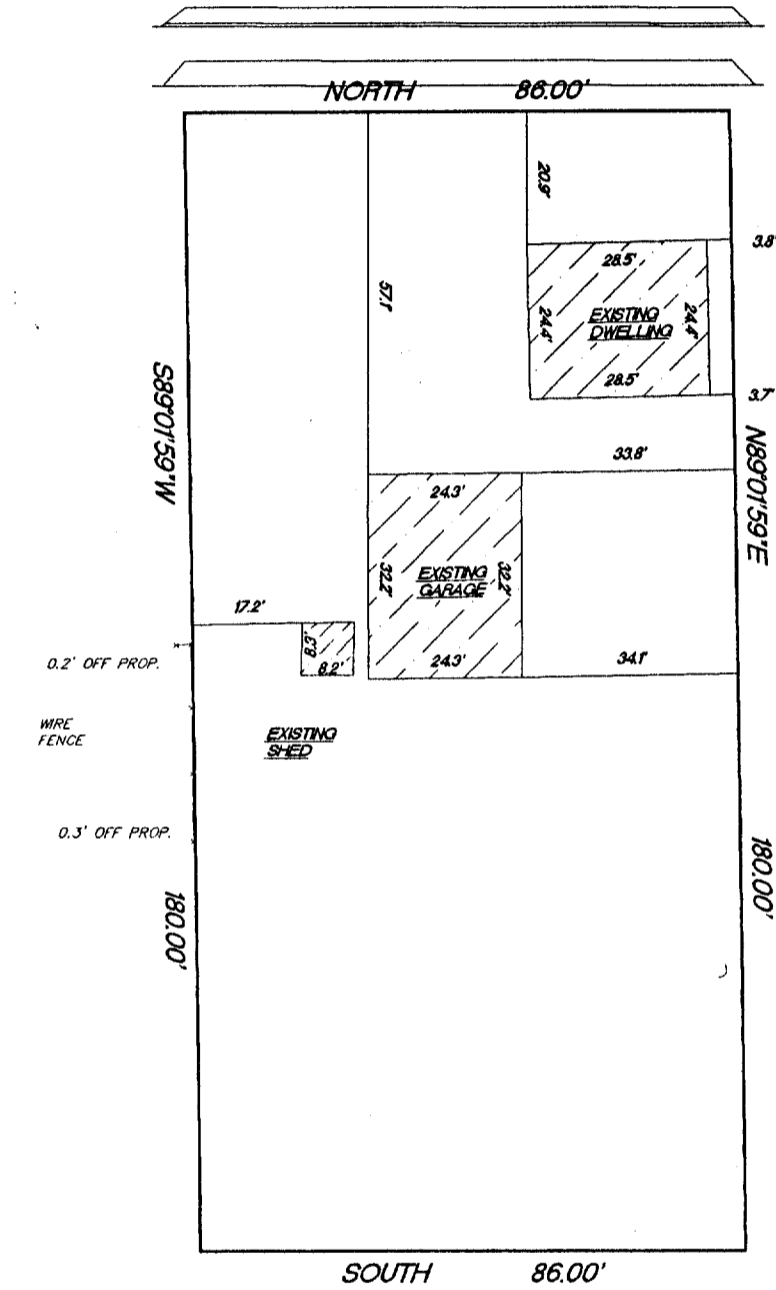 NORTH 86.00'
20.9'
3.8'
28.5'
57.1'
EXISTING
DWELLING
24.4'
24.4'
28.5'
3.7'
S89°01'59"W
N89°01'59"E
33.8'
24.3'
32.2'
EXISTING
GARAGE
32.2'
17.2'
8.3'
8.2'
24.3'
34.1'
0.2' OFF PROP.
WIRE
FENCE
EXISTING
SHED
0.3' OFF PROP.
180.00'
180.00'
SOUTH 86.00'